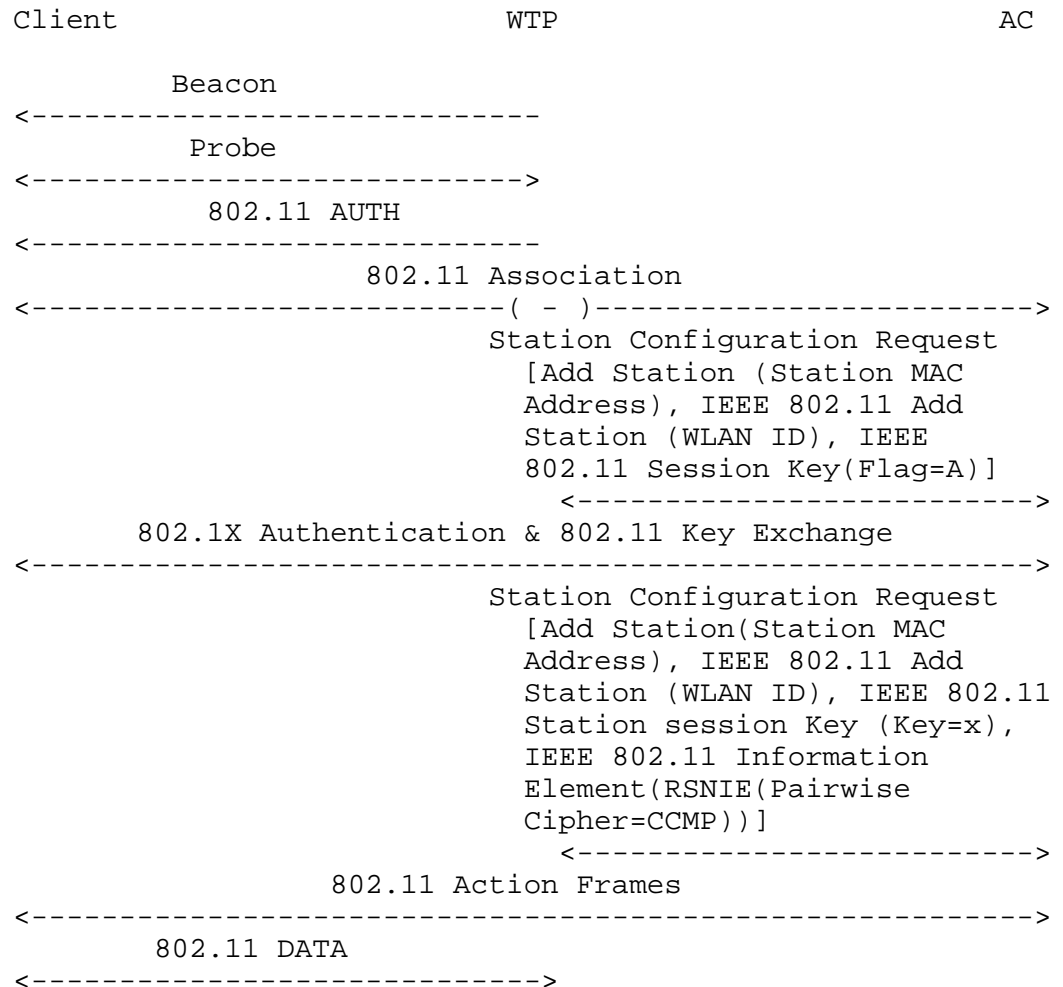 Client WTP AC
Beacon
<-----------------------------
Probe
<---------------------------->
802.11 AUTH
<-----------------------------
802.11 Association
<---------------------------( - )------------------------->
Station Configuration Request
[Add Station (Station MAC
Address), IEEE 802.11 Add
Station (WLAN ID), IEEE
802.11 Session Key(Flag=A)]
<-------------------------->
802.1X Authentication & 802.11 Key Exchange
<--------------------------------------------------------->
Station Configuration Request
[Add Station(Station MAC
Address), IEEE 802.11 Add
Station (WLAN ID), IEEE 802.11
Station session Key (Key=x),
IEEE 802.11 Information
Element(RSNIE(Pairwise
Cipher=CCMP))]
<-------------------------->
802.11 Action Frames
<--------------------------------------------------------->
802.11 DATA
<----------------------------->